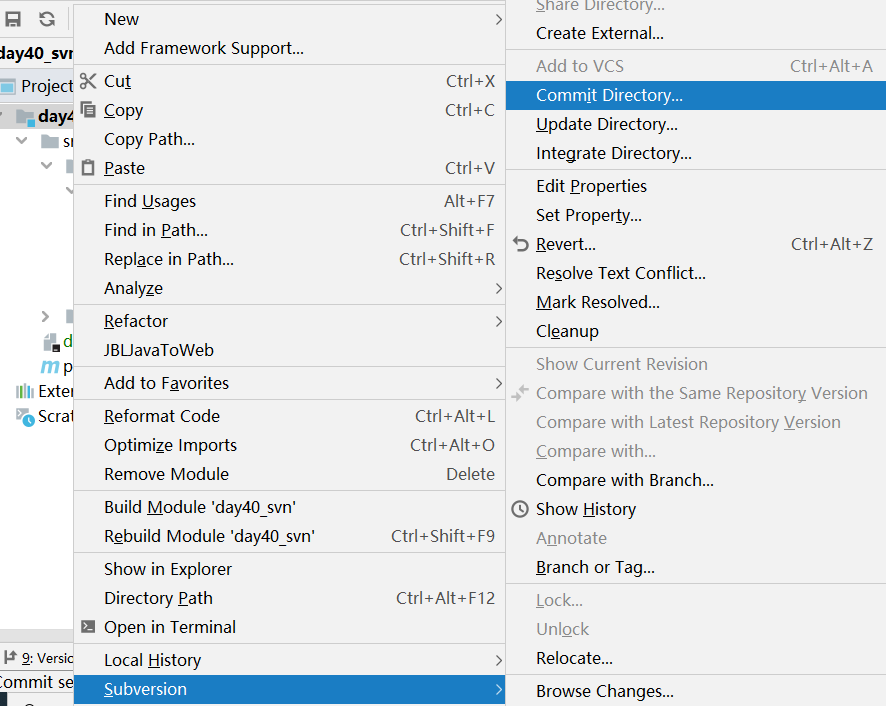 New
Add Framework Support...
Cut Ctrl+X
Copy Ctrl+C
Copy Path...
Paste Ctrl+V
Find Usages Alt+F7
Find in Path... Ctrl+Shift+F
Replace in Path... Ctrl+Shift+R
Analyze
Refactor
JBLJavaToWeb
Add to Favorites
Reformat Code Ctrl+Alt+L
Optimize Imports Ctrl+Alt+O
Remove Module Delete
Build Module 'day40_svn'
Rebuild Module 'day40_svn' Ctrl+Shift+F9
Show in Explorer
Directory Path Ctrl+Alt+F12
Open in Terminal
Local History
Subversion
Share Directory...
Create External...
Add to VCS Ctrl+Alt+A
Commit Directory...
Update Directory...
Integrate Directory...
Edit Properties
Set Property...
Revert... Ctrl+Alt+Z
Resolve Text Conflict...
Mark Resolved...
Cleanup
Show Current Revision
Compare with the Same Repository Version
Compare with Latest Repository Version
Compare with...
Compare with Branch...
Show History
Annotate
Branch or Tag...
Lock...
Unlock
Relocate...
Browse Changes...
day40_svn
Project
day4
Exter
Scrat
9: Versio
Commit se